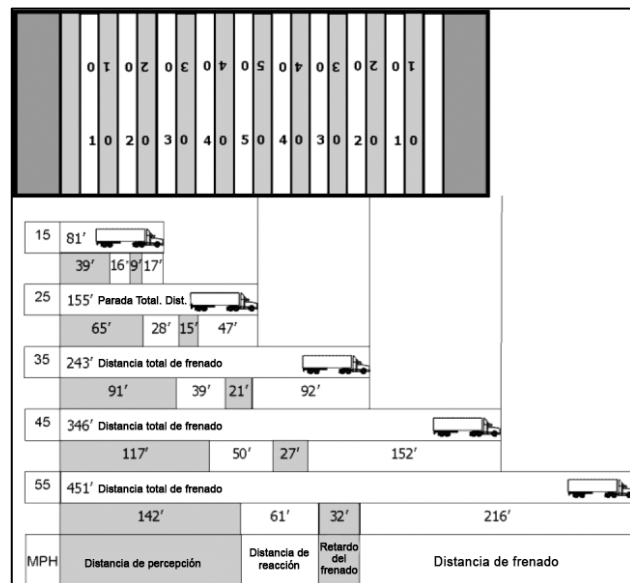 0 1 0 2 0 3 0 4 0 5 0 4 0 3 0 2 0 1
1 0 2 0 3 0 4 0 5 0 4 0 3 0 2 0 1 0
15 81'
39' 16' 9' 17'
25 155' Parada Total. Dist.
65' 28' 15' 47'
35 243' Distancia total de frenado
91' 39' 21' 92'
45 346' Distancia total de frenado
117' 50' 27' 152'
55 451' Distancia total de frenado
142' 61' 32' 216'
MPH Distancia de percepción Distancia de reacción Retardo del frenado Distancia de frenado